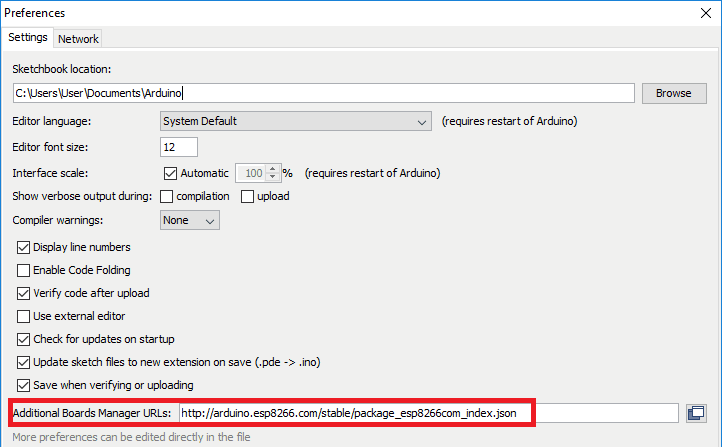 Preferences
Settings Network
Sketchbook location:
C:\Users\User\Documents\Arduino
Browse
Editor language: System Default (requires restart of Arduino)
Editor font size: 12
Interface scale: Automatic 100 % (requires restart of Arduino)
Show verbose output during: compilation upload
Compiler warnings: None
Display line numbers
Enable Code Folding
Verify code after upload
Use external editor
Check for updates on startup
Update sketch files to new extension on save (.pde -> .ino)
Save when verifying or uploading
Additional Boards Manager URLs: http://arduino.esp8266.com/stable/package_esp8266com_index.json
More preferences can be edited directly in the file